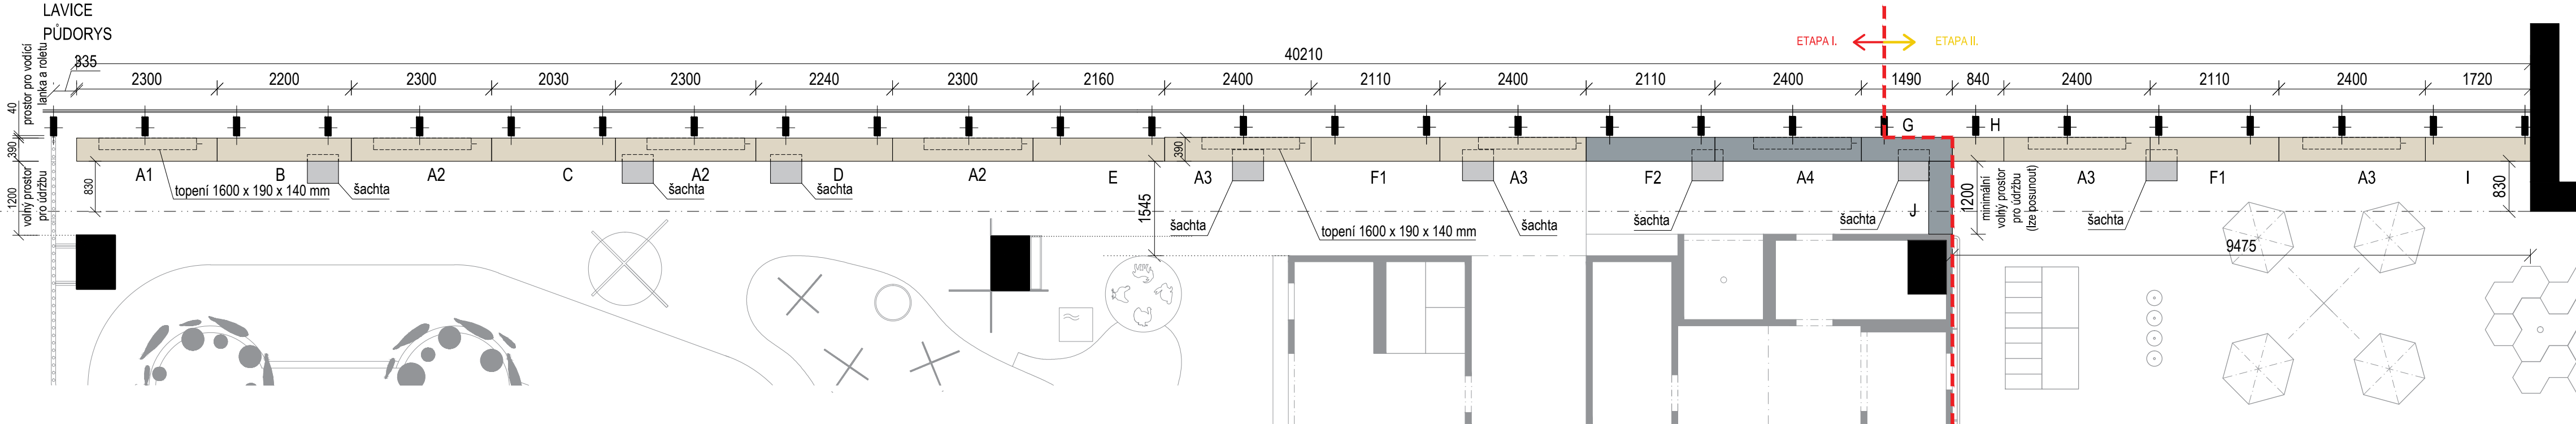 LAVICE
PŮDORYS
ETAPA I.
ETAPA II.
335
40210
2300
2200
2300
2030
2300
2240
2300
2160
2400
2110
2400
2110
2400
1490
840
2400
2110
2400
1720
40
prostor pro vodící
lanka a roletu
390
1200
volný prostor
pro údržbu
830
390
1545
G
H
A1
B
A2
C
A2
D
A2
E
A3
F1
A3
F2
A4
J
A3
F1
A3
I
topení 1600 x 190 x 140 mm
šachta
šachta
šachta
šachta
topení 1600 x 190 x 140 mm
šachta
šachta
šachta
šachta
1200
minimální
volný prostor
pro údržbu
(lze posunout)
830
9475